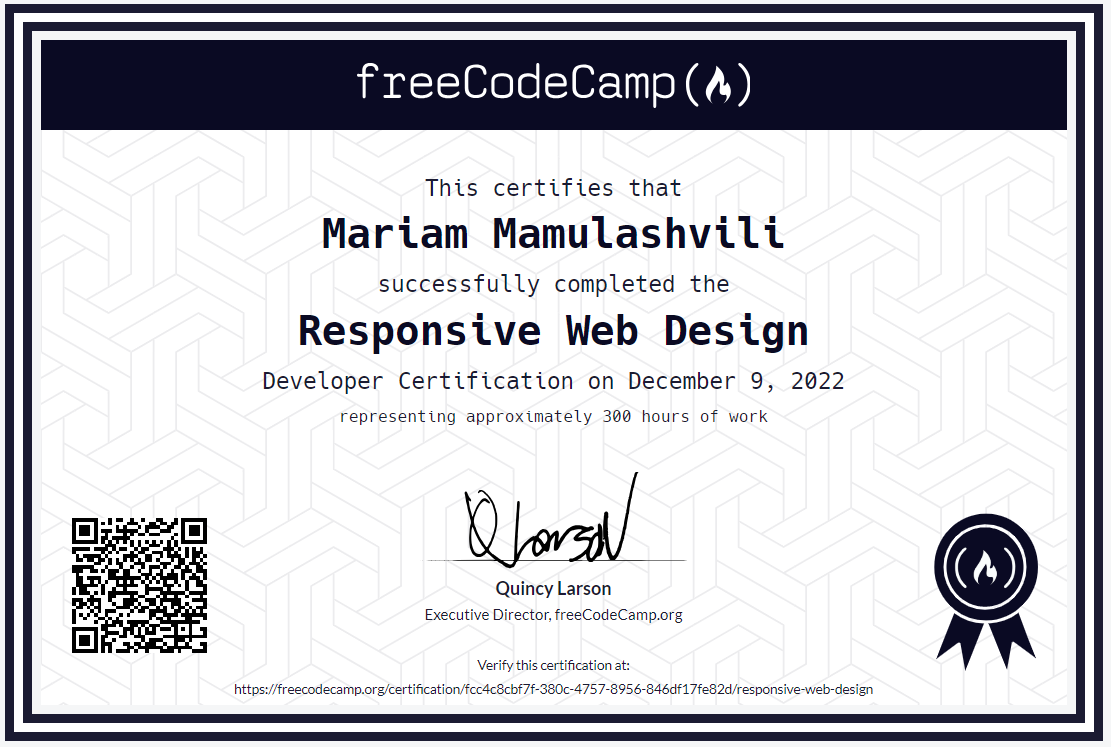 freeCodeCamp(🔥)
This certifies that
Mariam Mamulashvili
successfully completed the
Responsive Web Design
Developer Certification on December 9, 2022
representing approximately 300 hours of work
Q Larson
Quincy Larson
Executive Director, freeCodeCamp.org
Verify this certification at:
https://freecodecamp.org/certification/fcc4c8cbf7f-380c-4757-8956-846df17fe82d/responsive-web-design